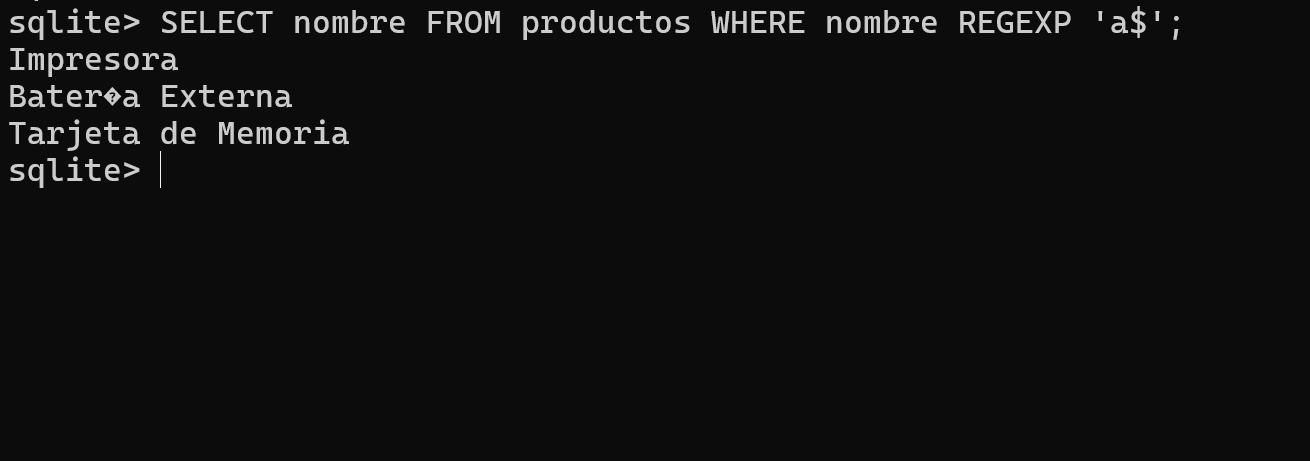 sqlite> SELECT nombre FROM productos WHERE nombre REGEXP 'a$';
Impresora
Bater�a Externa
Tarjeta de Memoria
sqlite>